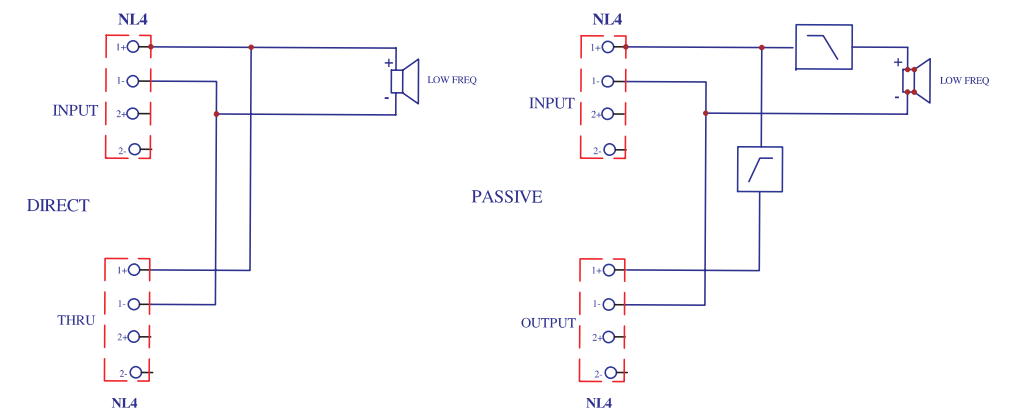 NL4
1+
1-
INPUT
2+
2-
+
-
LOW FREQ
DIRECT
1+
1-
THRU
2+
2-
NL4
NL4
1+
1-
INPUT
2+
2-
+
-
LOW FREQ
PASSIVE
1+
1-
OUTPUT
2+
2-
NL4